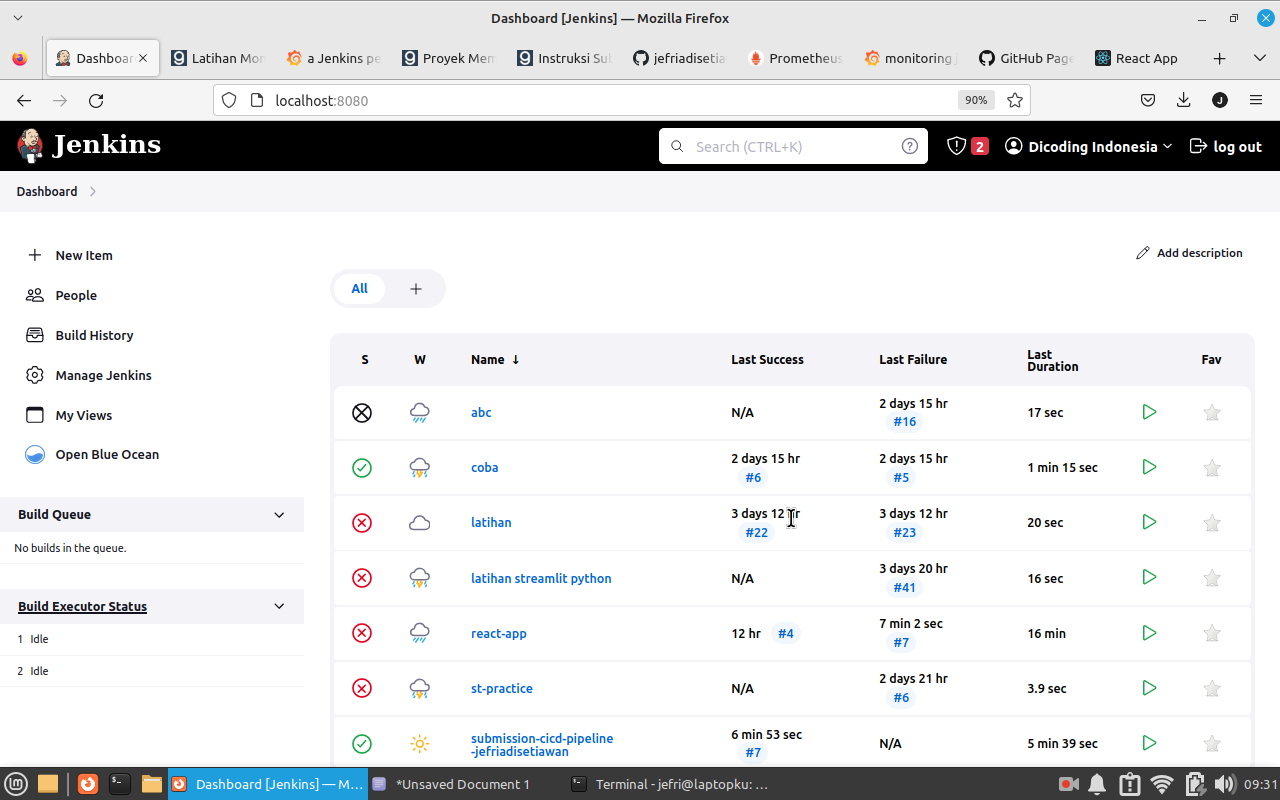 Dashboard [Jenkins] — Mozilla Firefox
Dashboar
Latihan Mor
a Jenkins pe
Proyek Mem
Instruksi Sub
jefriadisetia
Prometheus
monitoring
GitHub Page
React App
localhost:8080
90%
J
Jenkins
Search (CTRL+K)
2
Dicoding Indonesia
log out
Dashboard
New Item
People
Build History
Manage Jenkins
My Views
Open Blue Ocean
Build Queue
No builds in the queue.
Build Executor Status
1 Idle
2 Idle
Add description
All
S W Name ↓ Last Success Last Failure Last Duration Fav
abc N/A 2 days 15 hr #16 17 sec
coba 2 days 15 hr #6 2 days 15 hr #5 1 min 15 sec
latihan 3 days 12 hr #22 3 days 12 hr #23 20 sec
latihan streamlit python N/A 3 days 20 hr #41 16 sec
react-app 12 hr #4 7 min 2 sec #7 16 min
st-practice N/A 2 days 21 hr #6 3.9 sec
submission-cicd-pipeline
-jefriadisetiawan 6 min 53 sec #7 N/A 5 min 39 sec
Dashboard [Jenkins] — M...
*Unsaved Document 1
Terminal - jefri@laptopku: ...
09:31